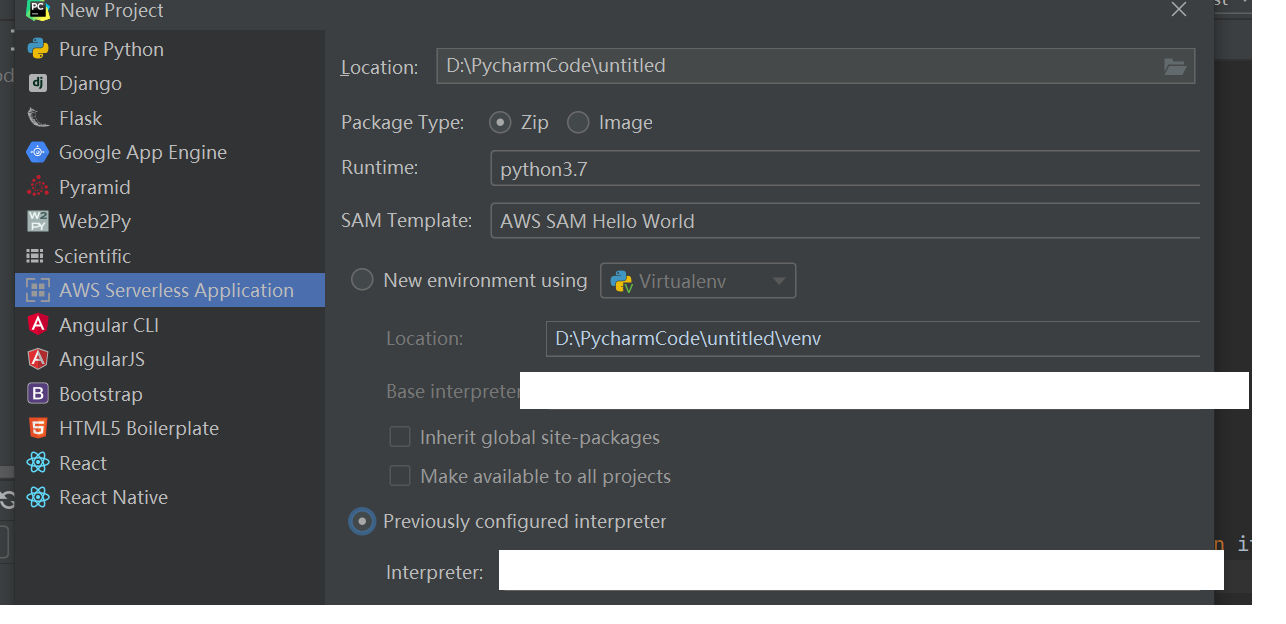 New Project
Pure Python
Django
Flask
Google App Engine
Pyramid
Web2Py
Scientific
AWS Serverless Application
Angular CLI
AngularJS
Bootstrap
HTML5 Boilerplate
React
React Native
Location: D:\PycharmCode\untitled
Package Type: Zip Image
Runtime: python3.7
SAM Template: AWS SAM Hello World
New environment using Virtualenv
Location: D:\PycharmCode\untitled\venv
Base interpreter
Inherit global site-packages
Make available to all projects
Previously configured interpreter
Interpreter: